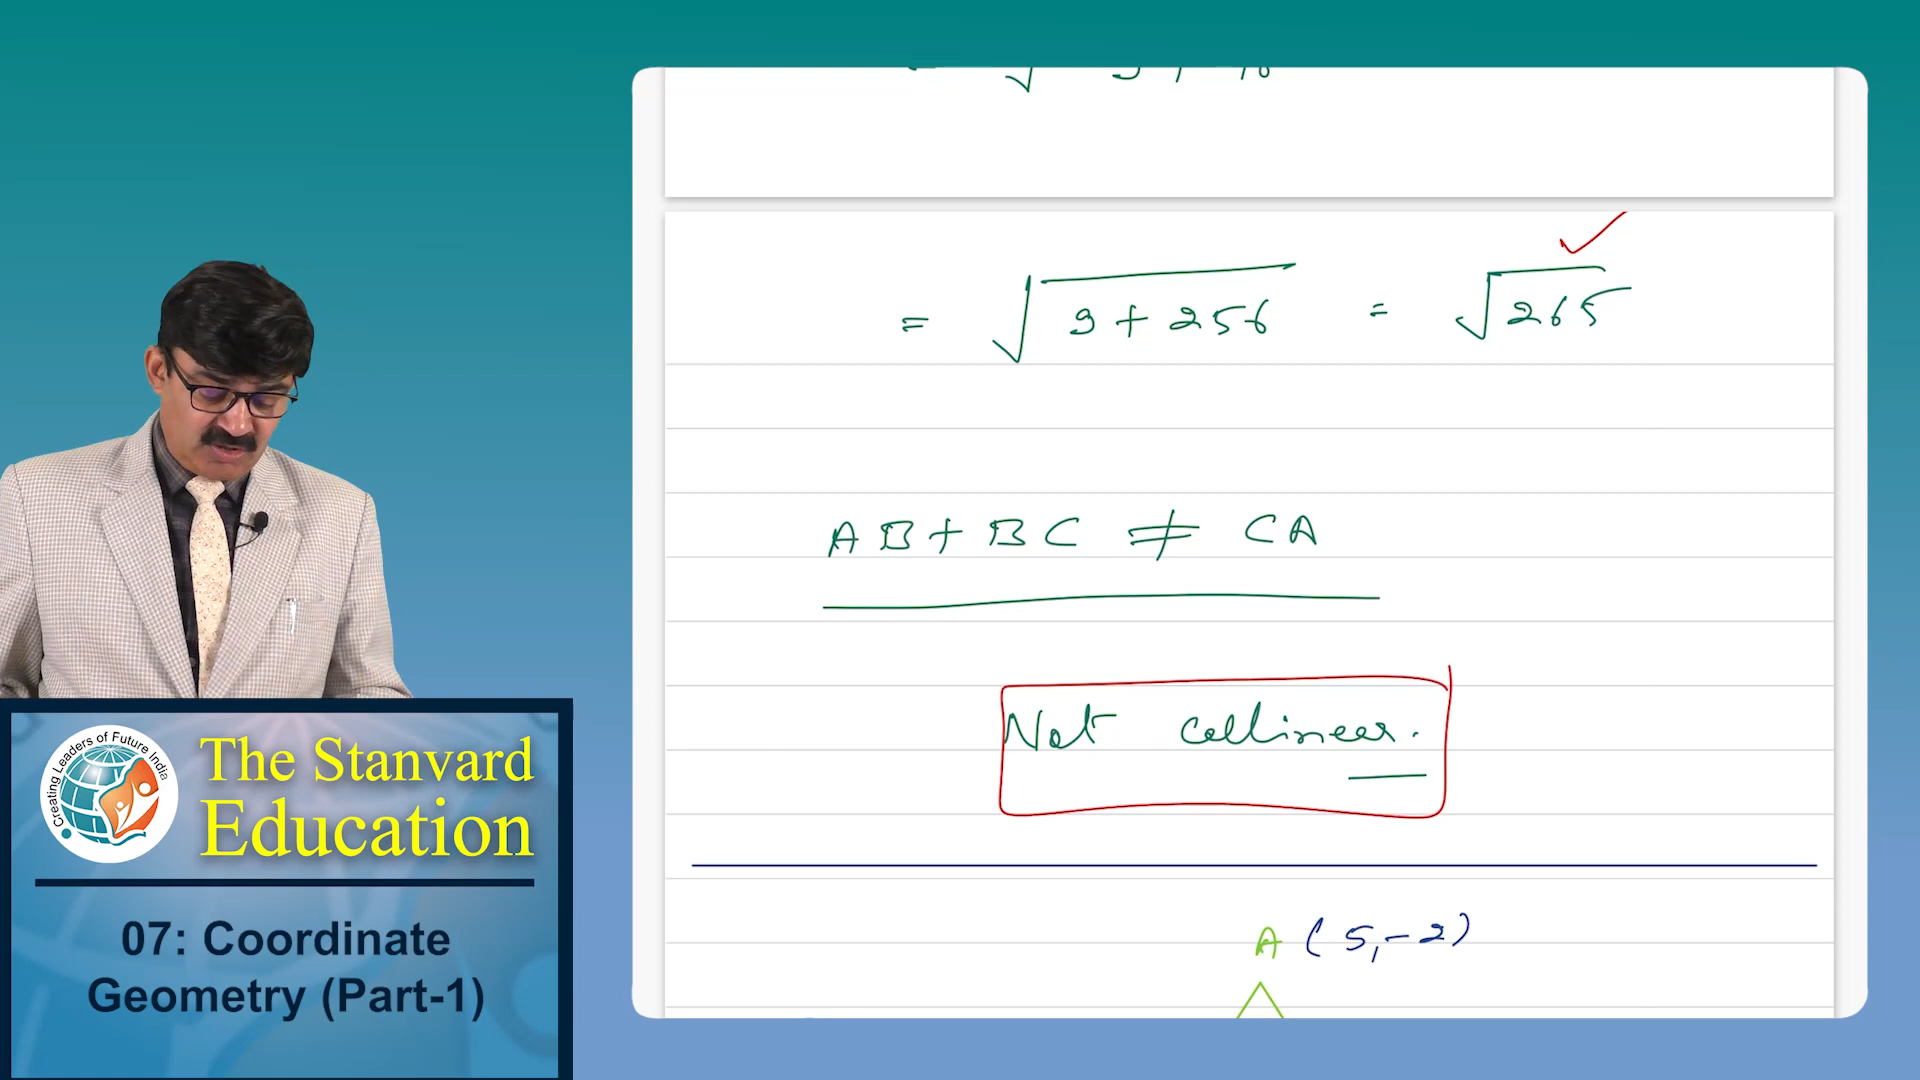 = √9 + 256 = √265
AB + BC ≠ CA
Not collinear.
A (5, -2)
Creating Leaders of Future India
The Stanvard
Education
07: Coordinate
Geometry (Part-1)